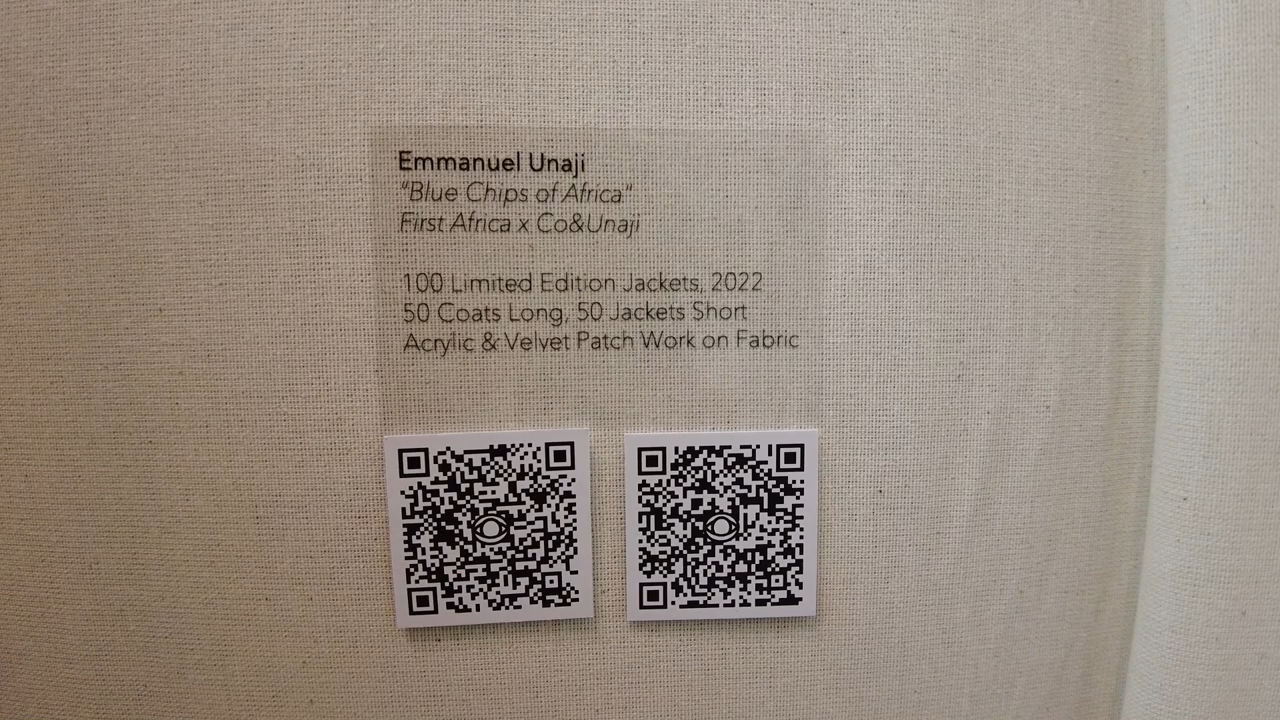 Emmanuel Unaji
"Blue Chips of Africa"
First Africa x Co&Unaji
100 Limited Edition Jackets, 2022
50 Coats Long, 50 Jackets Short
Acrylic & Velvet Patch Work on Fabric